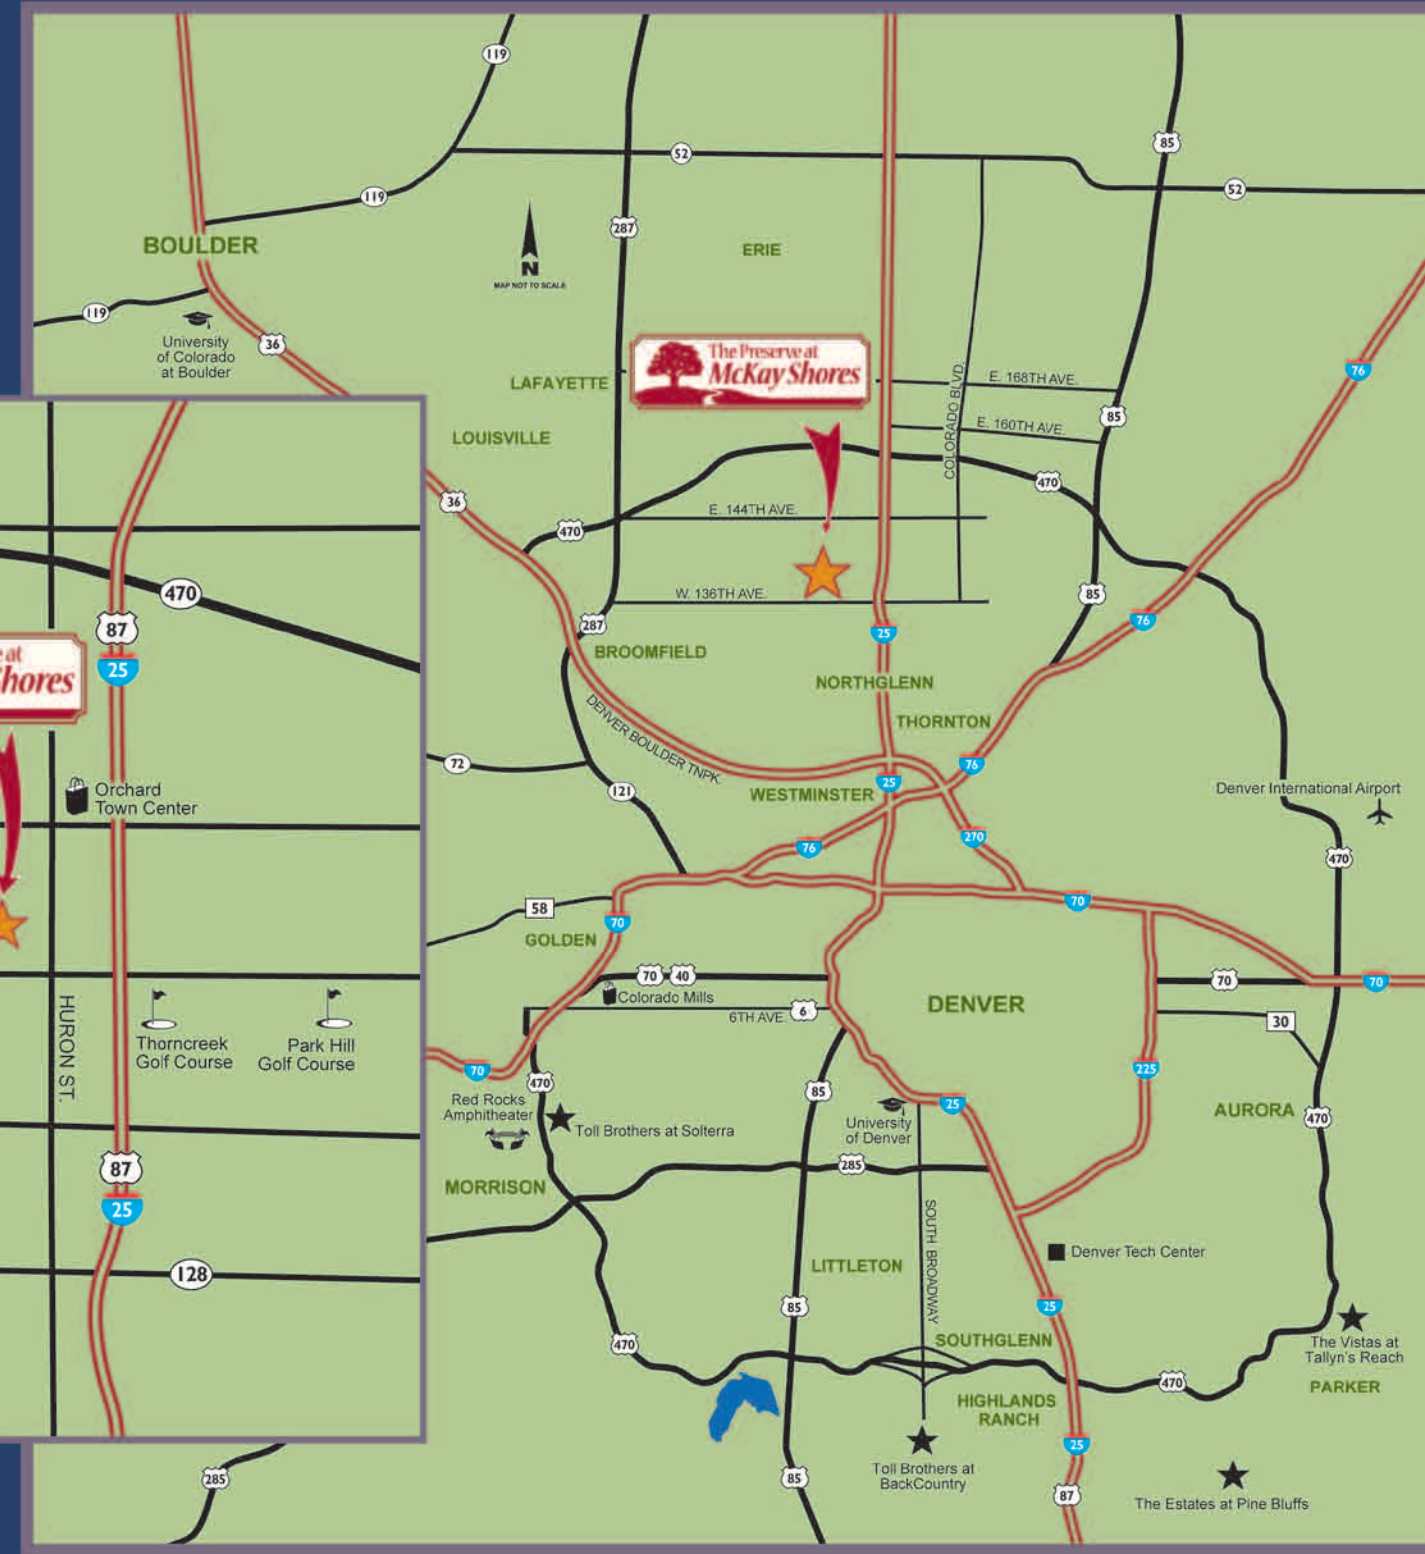 119
52
85
119
52
287
BOULDER
ERIE
N
MAP NOT TO SCALE
119
University
of Colorado
at Boulder
36
The Preserve at
McKay Shores
76
LAFAYETTE
E. 168TH AVE.
COLORADO BLVD.
85
E. 160TH AVE.
LOUISVILLE
36
470
E. 144TH AVE.
470
470
W. 136TH AVE.
85
87
287
25
76
BROOMFIELD
at
hores
25
NORTHGLENN
DENVER BOULDER TNPK.
THORNTON
72
76
121
25
WESTMINSTER
Orchard
Town Center
Denver International Airport
76
270
470
58
70
70
GOLDEN
70
40
Colorado Mills
6TH AVE.
6
DENVER
70
70
30
HURON ST.
Thorncreek
Golf Course
Park Hill
Golf Course
70
470
85
225
Red Rocks
Amphitheater
Toll Brothers at Solterra
University
of Denver
25
AURORA
470
87
25
285
MORRISON
SOUTH BROADWAY
128
LITTLETON
Denver Tech Center
85
25
470
SOUTHGLENN
The Vistas at
Tallyn's Reach
470
PARKER
HIGHLANDS
RANCH
25
285
85
Toll Brothers at
BackCountry
87
The Estates at Pine Bluffs